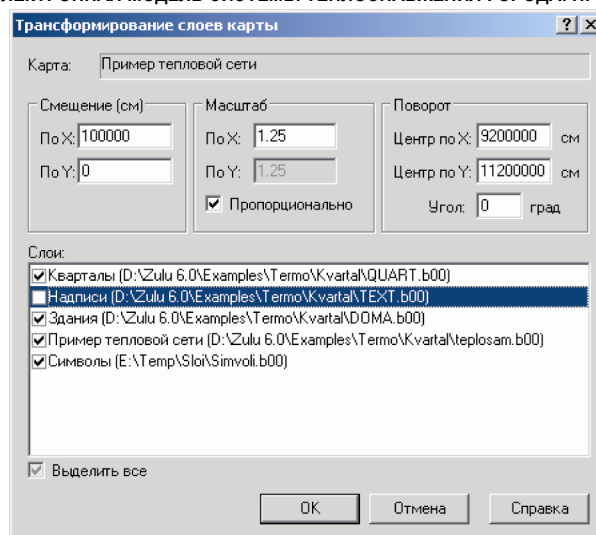 Трансформирование слоев карты
Карта: Пример тепловой сети
Смещение (см)
По X: 100000
По Y: 0
Масштаб
По X: 1.25
По Y: 1.25
Пропорционально
Поворот
Центр по X: 9200000 см
Центр по Y: 11200000 см
Угол: 0 град
Слои:
Кварталы (D:\Zulu 6.0\Examples\Termo\Kvartal\QUART.b00)
Надписи (D:\Zulu 6.0\Examples\Termo\Kvartal\TEXT.b00)
Здания (D:\Zulu 6.0\Examples\Termo\Kvartal\DOMA.b00)
Пример тепловой сети (D:\Zulu 6.0\Examples\Termo\Kvartal\teplosam.b00)
Символы (E:\Temp\Sloi\Simvoli.b00)
Выделить все
OK Отмена Справка